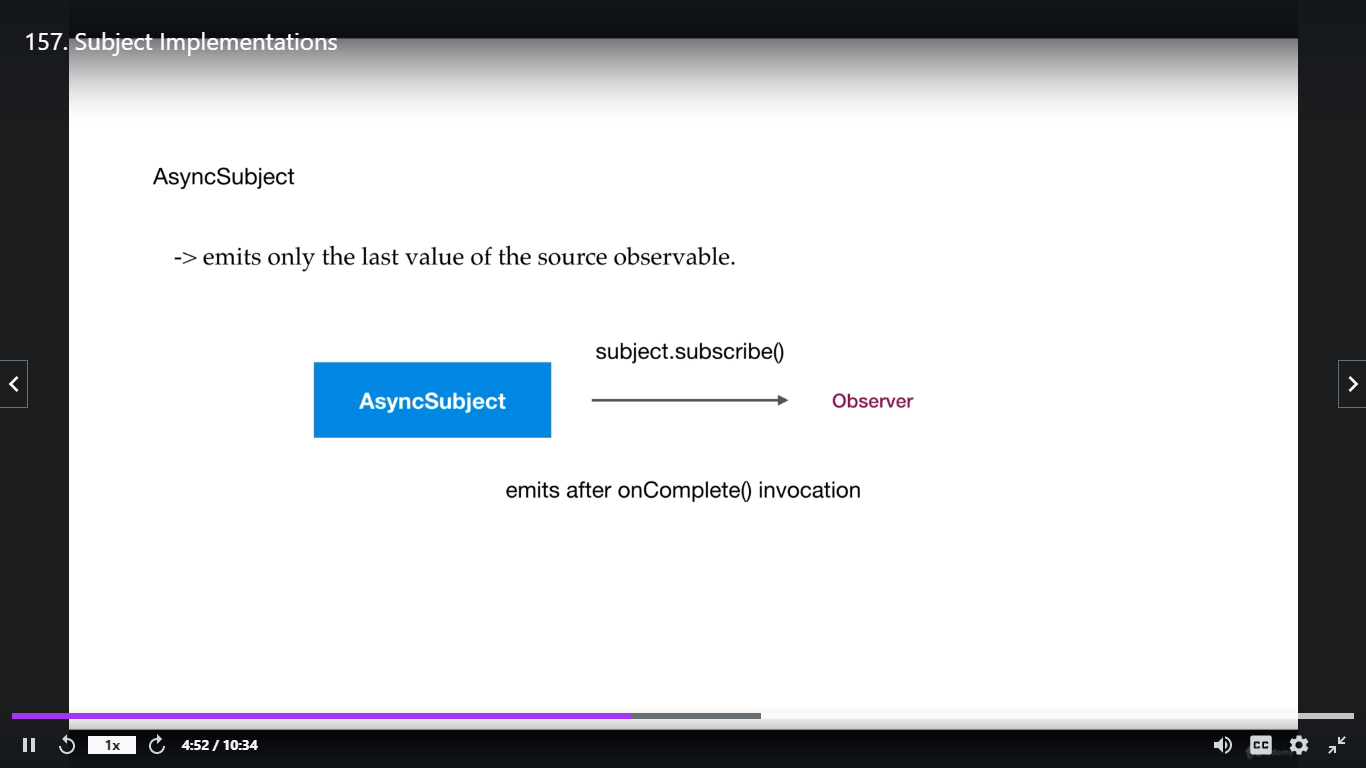 157. Subject Implementations
AsyncSubject
-> emits only the last value of the source observable.
subject.subscribe()
AsyncSubject
Observer
emits after onComplete() invocation
1x
4:52 / 10:34
CC